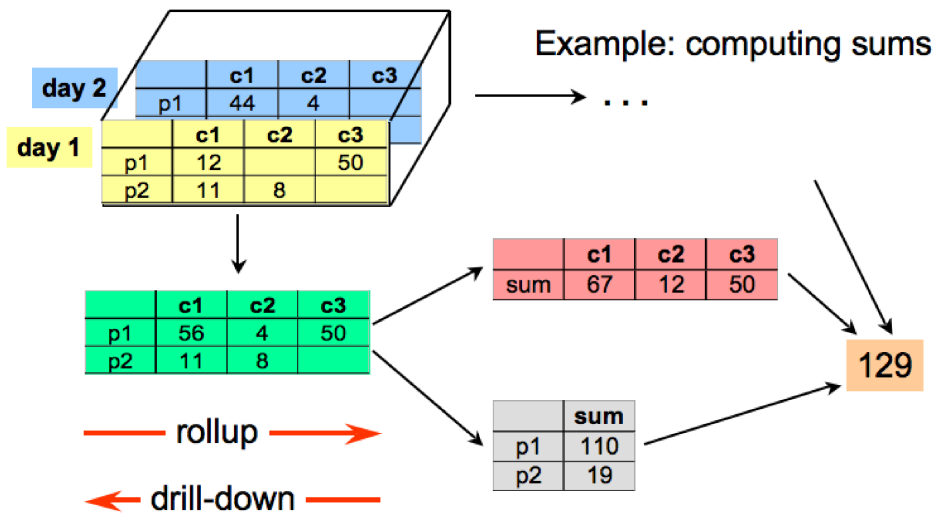 Example: computing sums
day 2
c1 c2 c3
p1 44 4
...
day 1
c1 c2 c3
p1 12 50
p2 11 8
c1 c2 c3
sum 67 12 50
c1 c2 c3
p1 56 4 50
p2 11 8
129
sum
p1 110
p2 19
rollup
drill-down